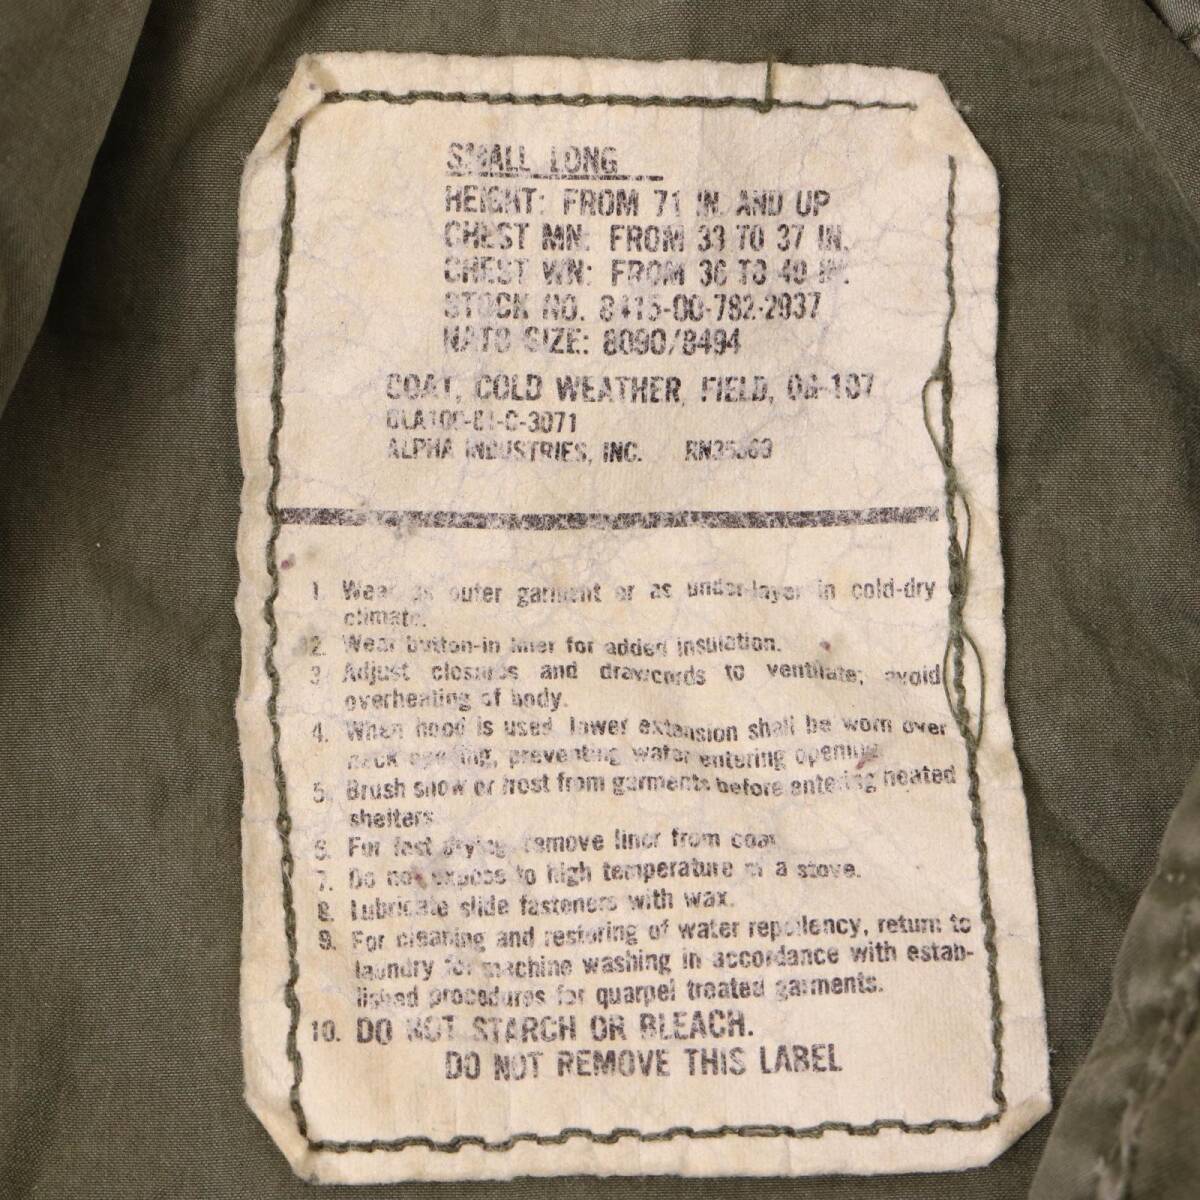 SMALL LONG
HEIGHT: FROM 71 IN. AND UP
CHEST MN: FROM 33 TO 37 IN.
CHEST WN: FROM 36 TO 40 IN.
STOCK NO. 8415-00-782-2937
NATO SIZE: 8090/8494
COAT, COLD WEATHER, FIELD, OG-107
DLA100-81-C-3071
ALPHA INDUSTRIES, INC.
1. Wear as outer garment or as under-layer in cold-dry
climate.
2. Wear button-in liner for added insulation.
3. Adjust closures and drawcords to ventilate; avoid
overheating of body.
4. When hood is used, lower extension shall be worn over
neck opening, preventing water entering opening.
5. Brush snow or frost from garments before entering heated
shelters.
6. For fast drying, remove liner from coat.
7. Do not expose to high temperature of a stove.
8. Lubricate slide fasteners with wax.
9. For cleaning and restoring of water repellency, return to
laundry for machine washing in accordance with estab-
lished procedures for quarpel treated garments.
10. DO NOT STARCH OR BLEACH.
DO NOT REMOVE THIS LABEL